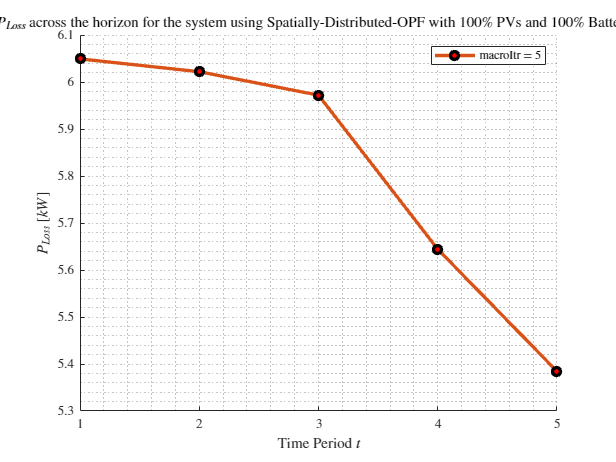 P_Loss across the horizon for the system using Spatially-Distributed-OPF with 100% PVs and 100% Batte
macroItr = 5
6.1
6
5.9
5.8
5.7
5.6
5.5
5.4
5.3
P_Loss [kW]
1 2 3 4 5
Time Period t